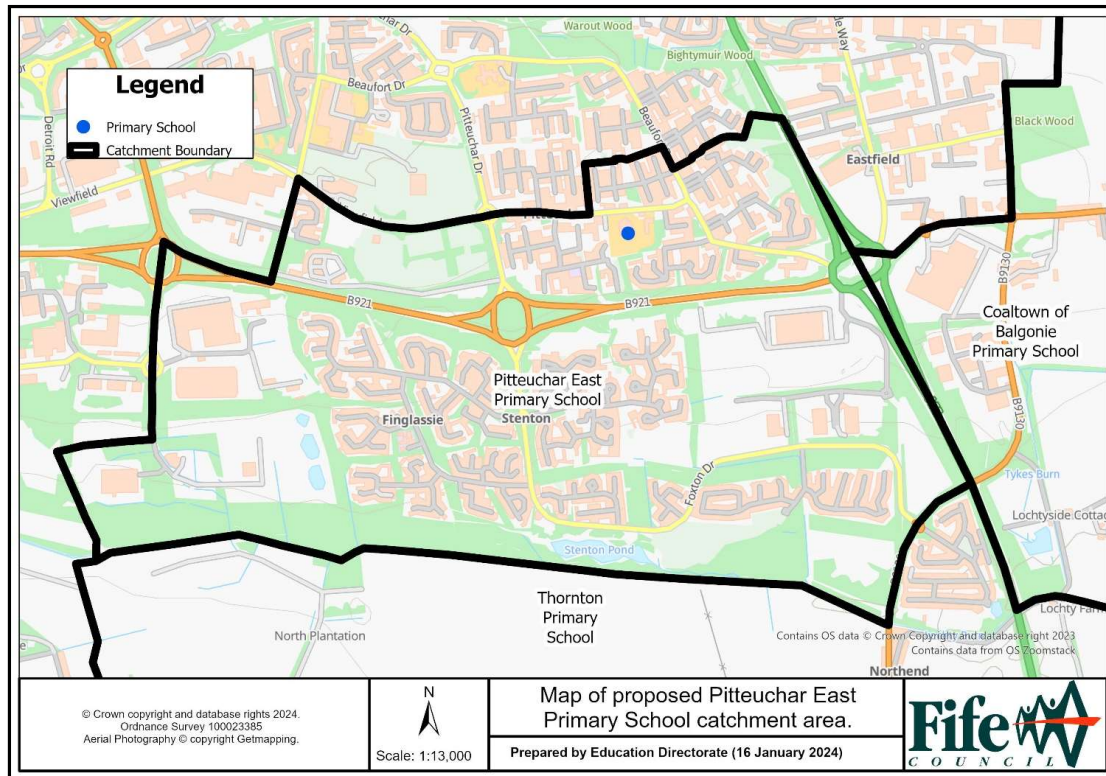 Warout Wood
Bightymuir Wood
Beaufort Dr
Legend
Primary School
Catchment Boundary
Detroit Rd
Viewfield
Pitteuchar Dr
Black Wood
Eastfield
B921
B921
B9130
Coaltown of
Balgonie
Primary School
Pitteuchar East
Primary School
Finglassie
Stenton
B9130
Foxton Dr
Tykes Burn
Lochtyside Cottag
Stenton Pond
Thornton
Primary
School
North Plantation
Lochty Farm
Contains OS data © Crown Copyright and database right 2023
Contains data from OS Zoomstack
Northend
© Crown copyright and database rights 2024.
Ordnance Survey 100023385
Aerial Photography © copyright Getmapping.
N
Scale: 1:13,000
Map of proposed Pitteuchar East
Primary School catchment area.
Prepared by Education Directorate (16 January 2024)
Fife
COUNCIL